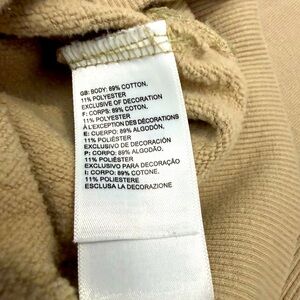 GB: BODY: 89% COTTON.
11% POLYESTER
EXCLUSIVE OF DECORATION
F: CORPS: 89% COTON.
11% POLYESTER
À L'EXCEPTION DES DÉCORATIONS
E: CUERPO: 89% ALGODÓN.
11% POLIÉSTER
EXCLUSIVO DE DECORACIÓN
P: CORPO: 89% ALGODÃO.
11% POLIÉSTER
EXCLUSIVO PARA DECORAÇÃO
I: CORPO: 89% COTONE.
11% POLIESTERE
ESCLUSA LA DECORAZIONE